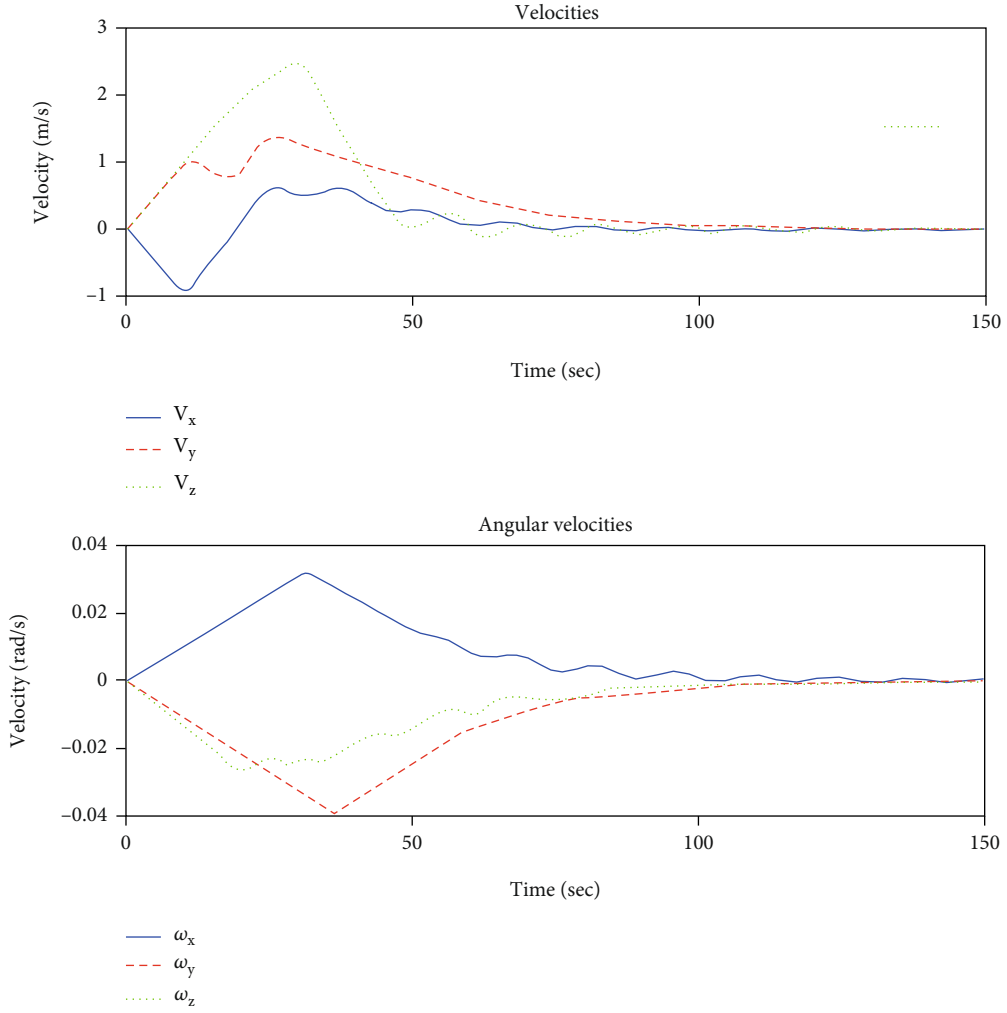 Velocities
3
2
1
0
−1
Velocity (m/s)
0 50 100 150
Time (sec)
Vx
Vy
Vz
Angular velocities
0.04
0.02
0
−0.02
−0.04
Velocity (rad/s)
0 50 100 150
Time (sec)
ωx
ωy
ωz